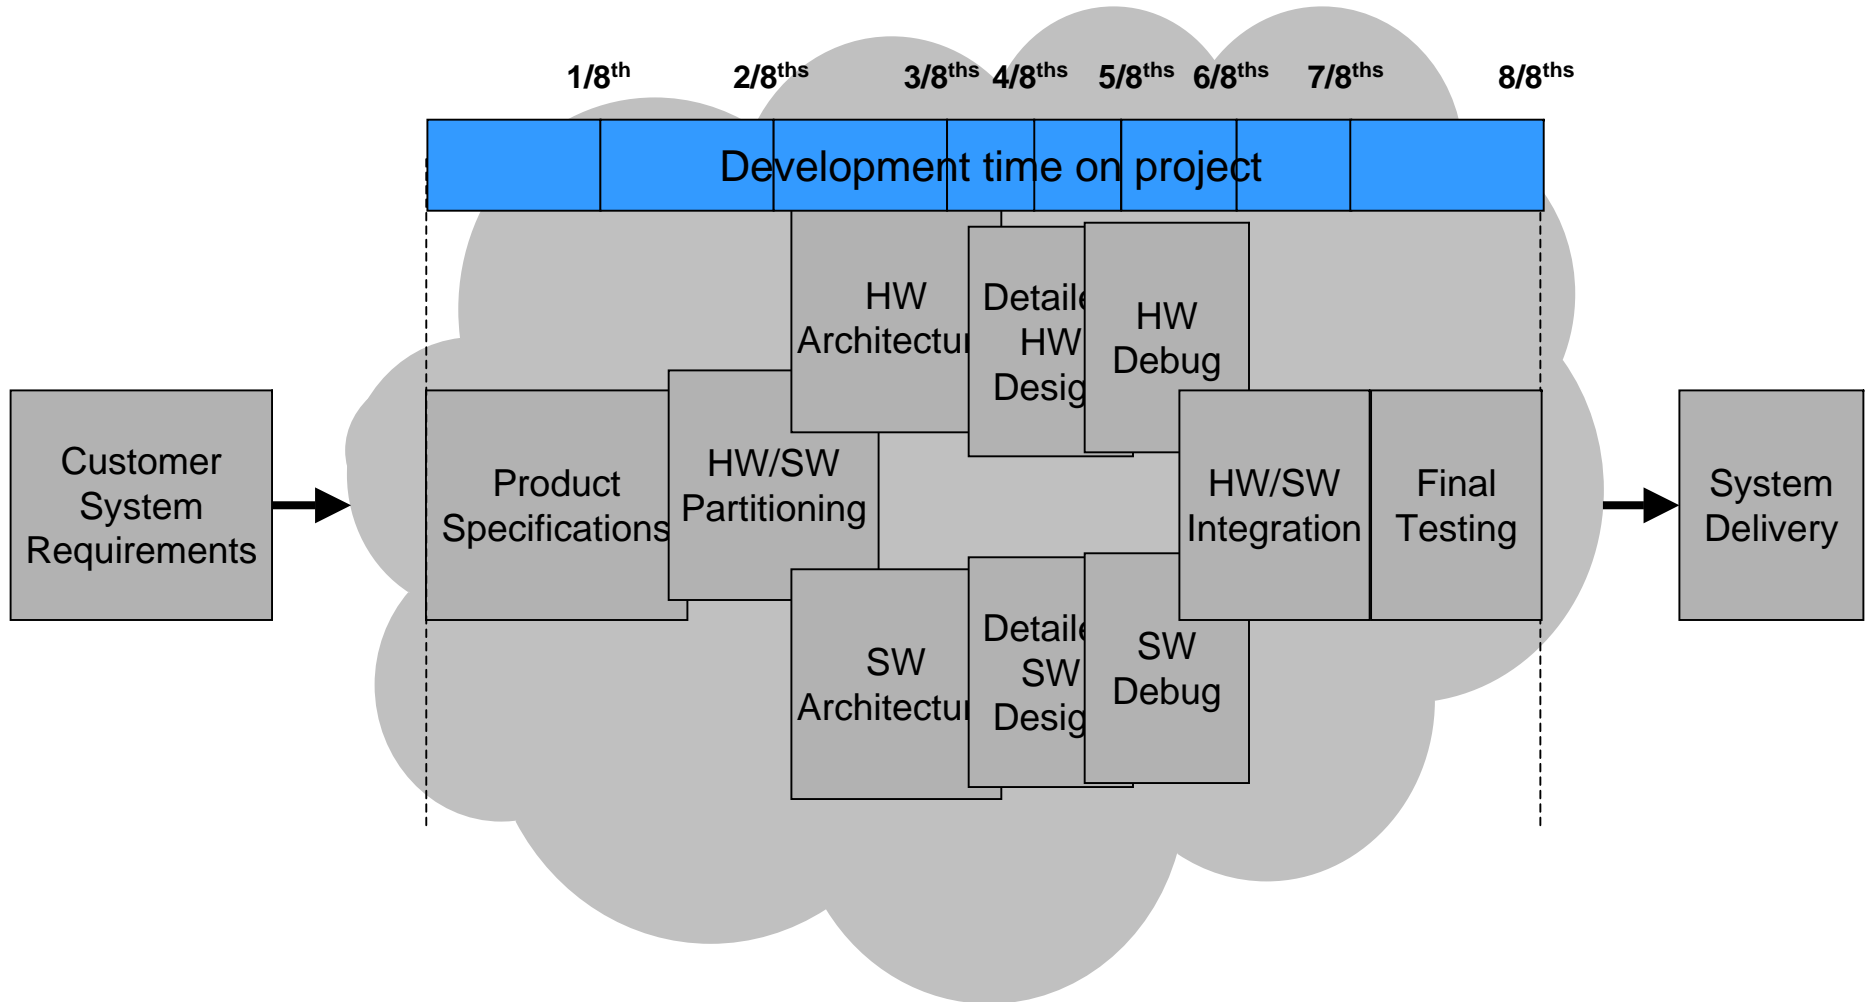 1/8th 2/8ths 3/8ths 4/8ths 5/8ths 6/8ths 7/8ths 8/8ths
Development time on project
Customer
System
Requirements
Product
Specifications
HW/SW
Partitioning
HW
Architectur
Detaile
HW
Desig
HW
Debug
SW
Architectur
Detaile
SW
Desig
SW
Debug
HW/SW
Integration
Final
Testing
System
Delivery